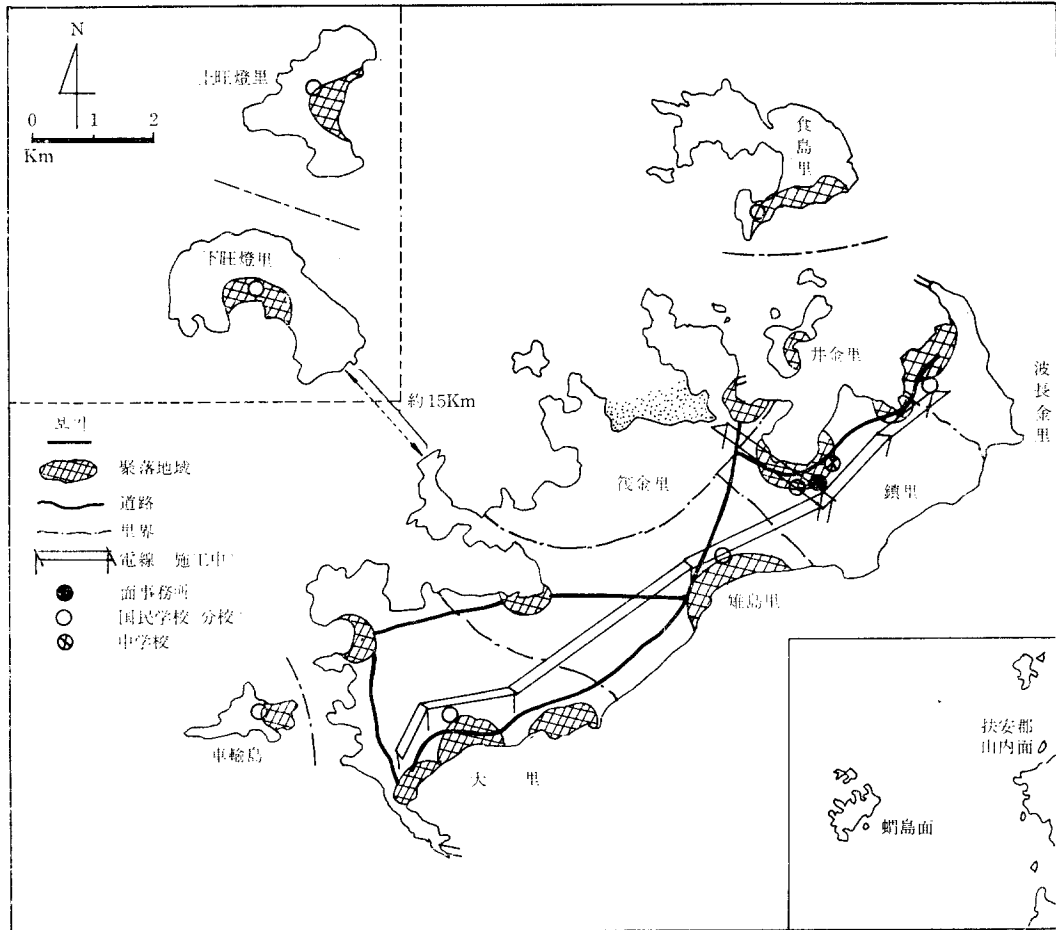 N
0 1 2
Km
上旺燈里
下旺燈里
約15Km
食島里
井金里
波長金里
筏金里
鎮里
雉島里
大里
車輪島
보기
聚落地域
道路
里界
電線 施工中
面事務所
国民学校 分校
中学校
扶安郡
山内面
蝟島面